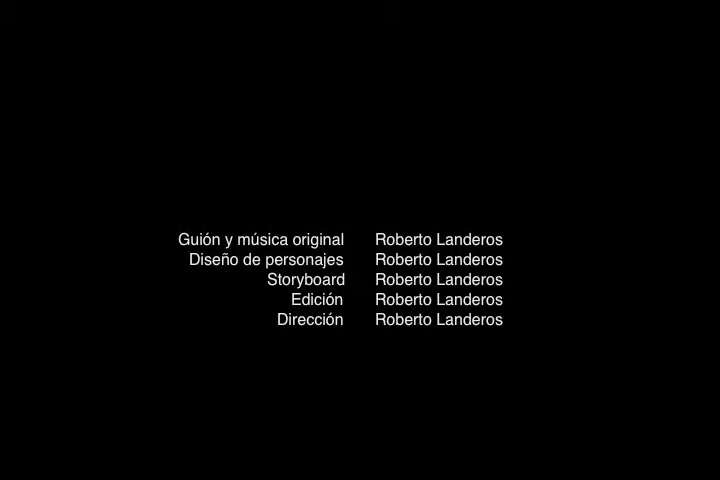 Guión y música original Roberto Landeros
Diseño de personajes Roberto Landeros
Storyboard Roberto Landeros
Edición Roberto Landeros
Dirección Roberto Landeros